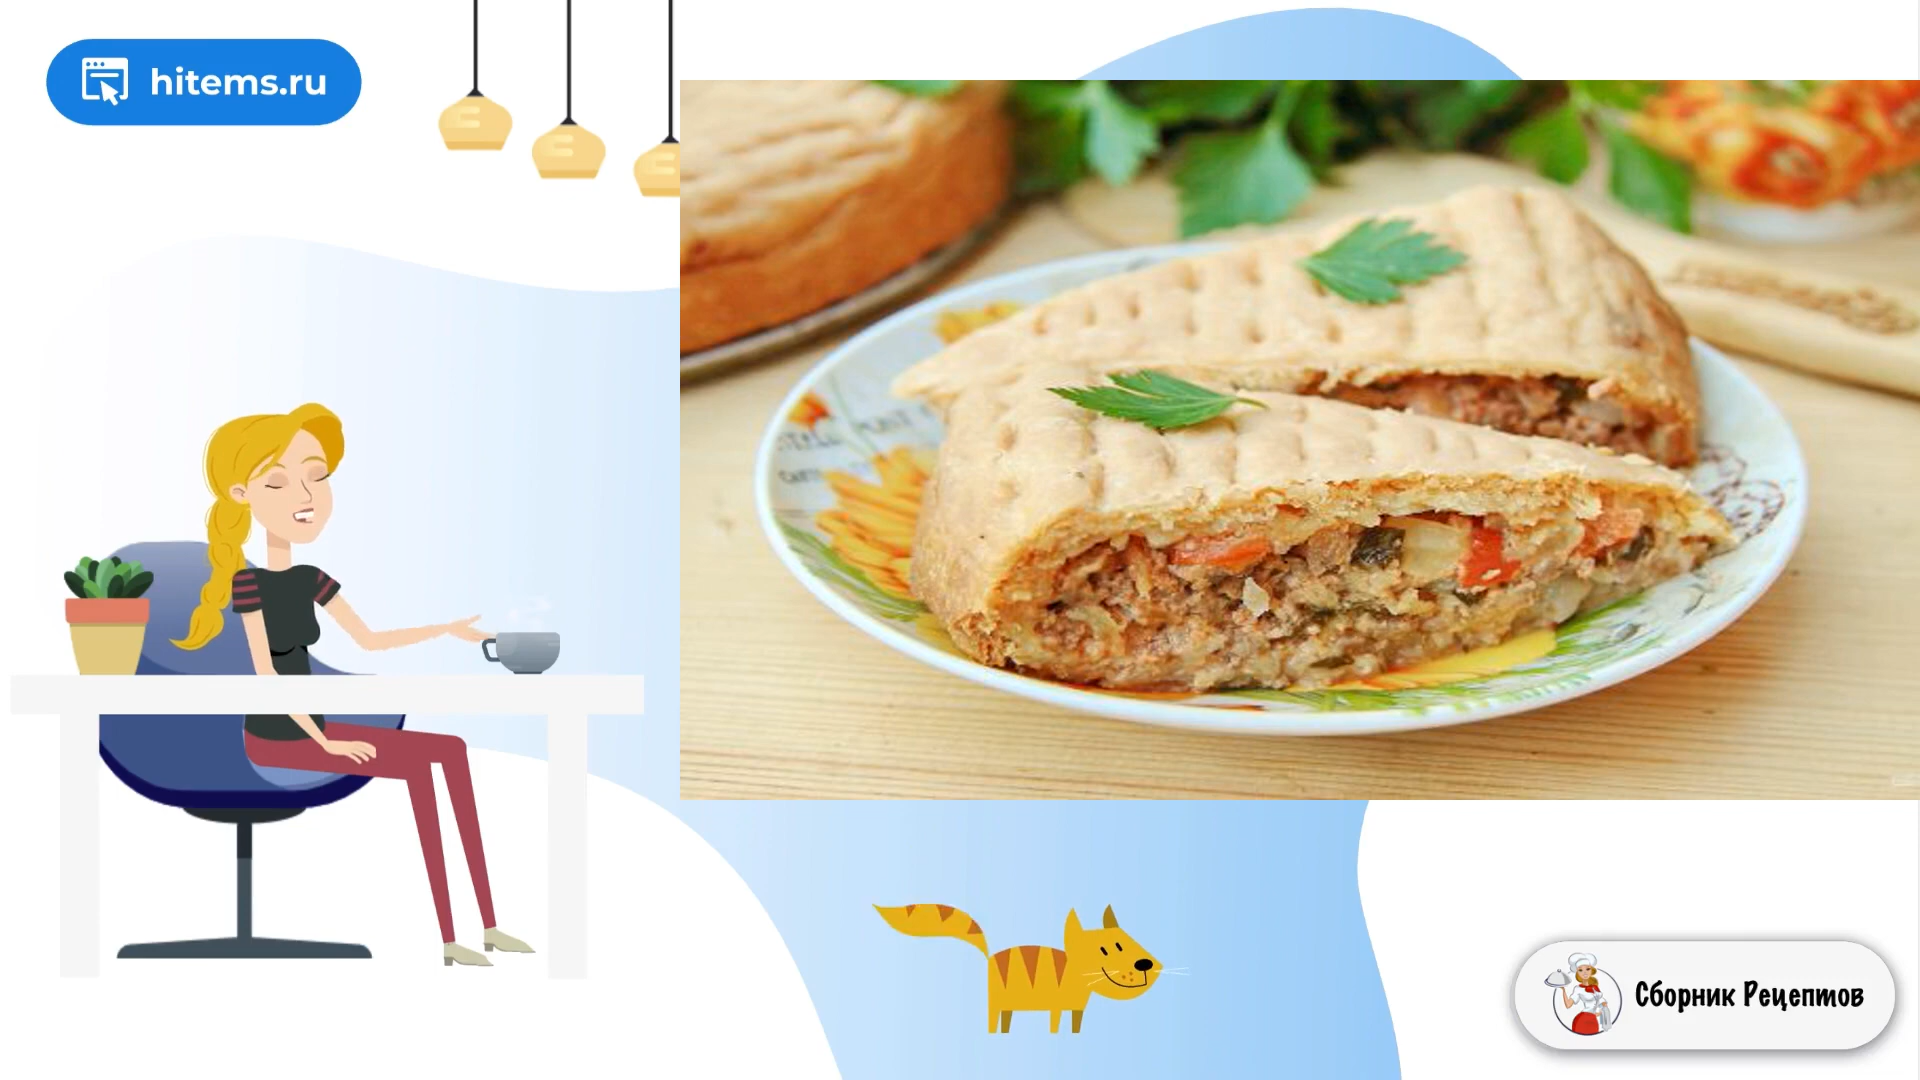 hitems.ru
Сборник Рецептов